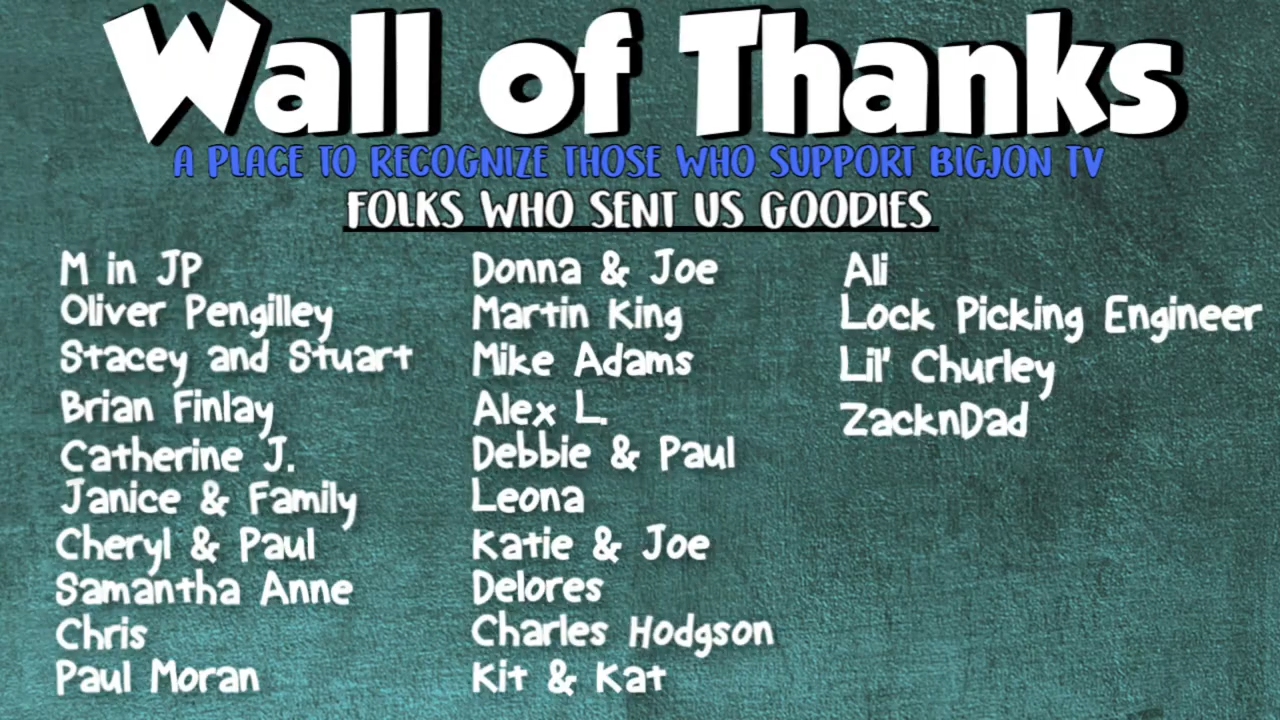 Wall of Thanks
A PLACE TO RECOGNIZE THOSE WHO SUPPORT BIGJON TV
FOLKS WHO SENT US GOODIES
M in JP
Oliver Pengilley
Stacey and Stuart
Brian Finlay
Catherine J.
Janice & Family
Cheryl & Paul
Samantha Anne
Chris
Paul Moran
Donna & Joe
Martin King
Mike Adams
Alex L.
Debbie & Paul
Leona
Katie & Joe
Delores
Charles Hodgson
Kit & Kat
Ali
Lock Picking Engineer
Lil' Churley
ZacknDad